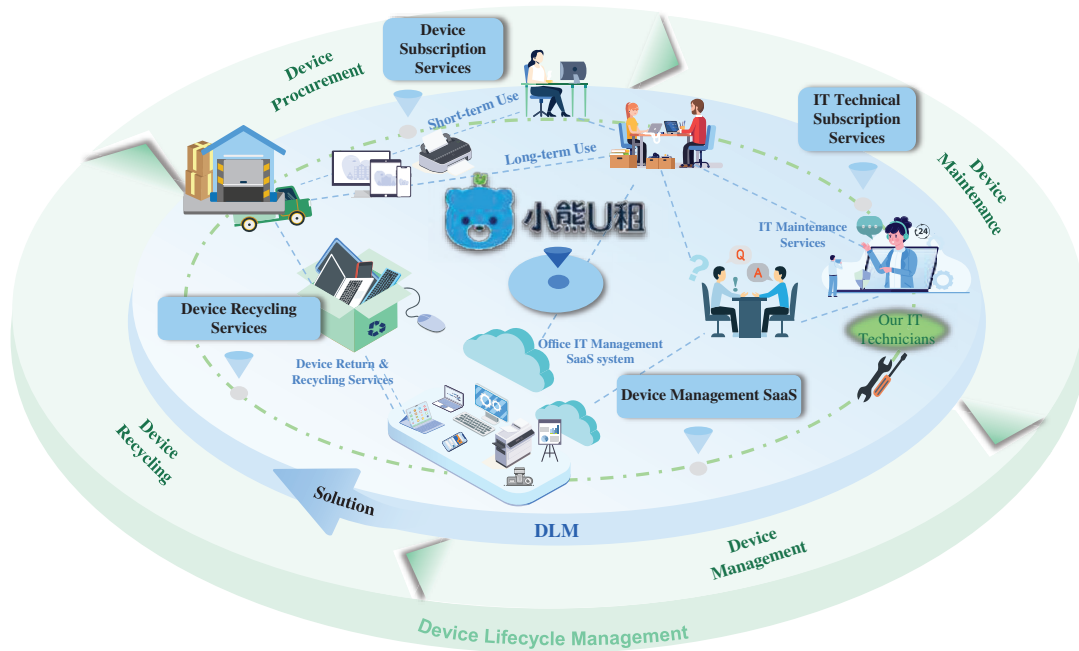 Device
Subscription
Services
Device
Procurement
Short-term Use
Long-term Use
IT Technical
Subscription
Services
Device
Maintenance
小熊U租
IT Maintenance
Services
24
?
Q
A
!
Device Recycling
Services
Our IT
Technicians
Office IT Management
SaaS system
Device Return &
Recycling Services
Device Management SaaS
Device
Recycling
Solution
DLM
Device
Management
Device Lifecycle Management